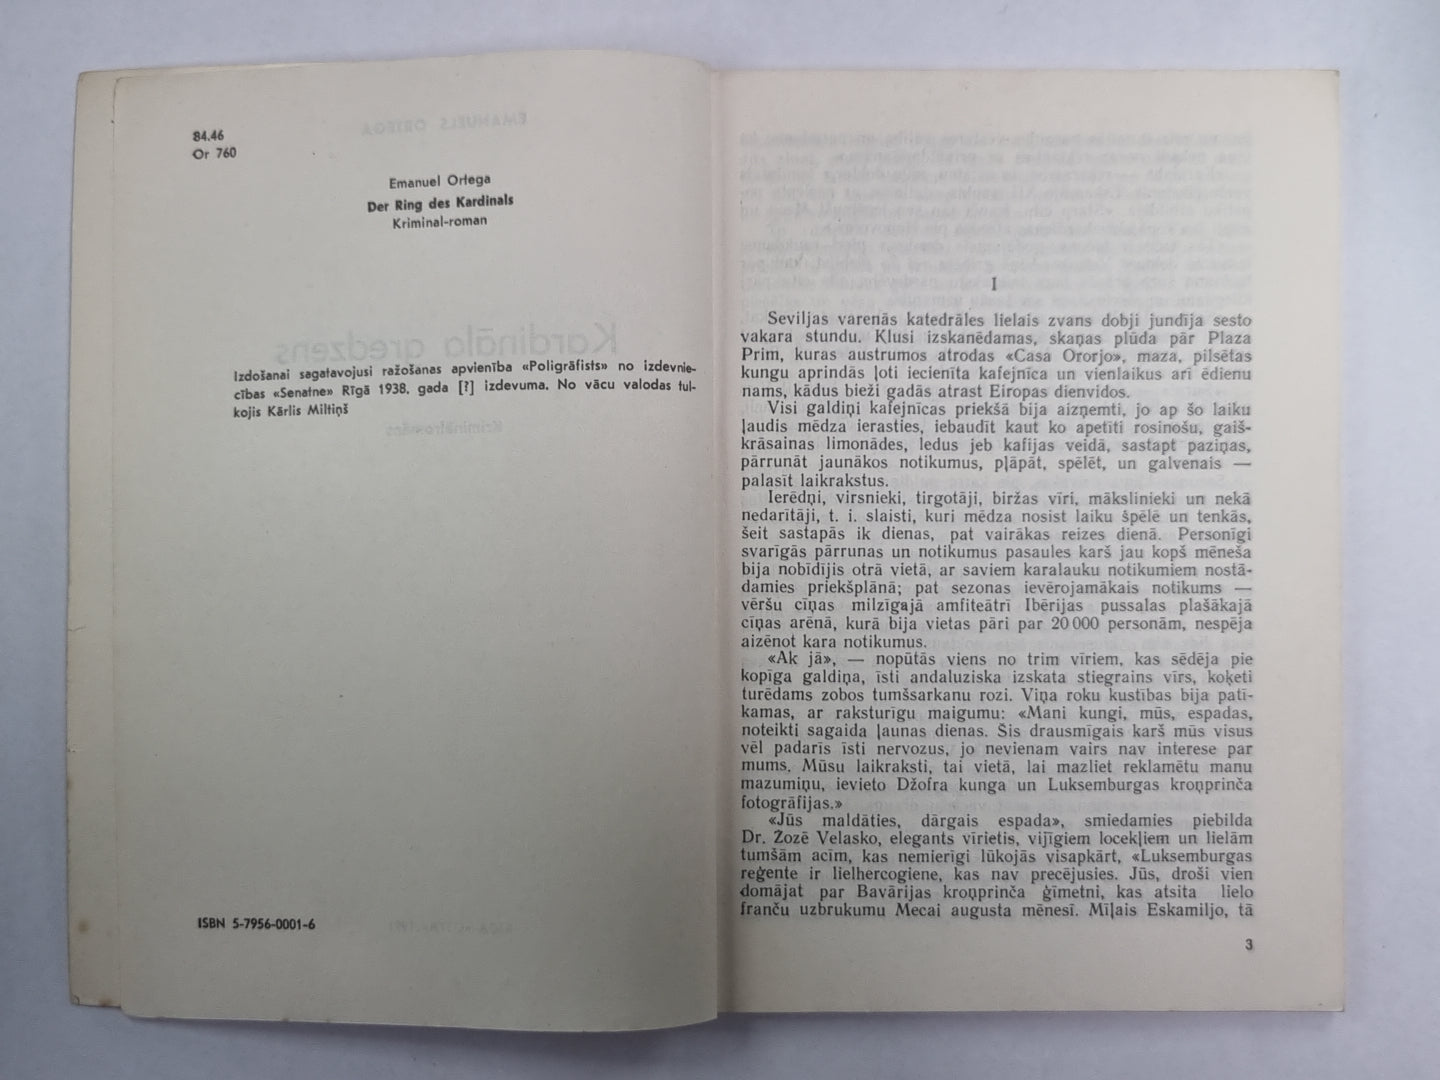 84.46
Or 760
Emanuel Ortega
Der Ring des Kardinals
Kriminal-roman
Izdošanai sagatavojusi ražošanas apvienība «Poligrāfists» no izdevnie-
cības «Senatne» Rīgā 1938. gada [?] izdevuma. No vācu valodas tul-
kojis Kārlis Miltiņš
ISBN 5-7956-0001-6
I
Seviljas varenās katedrāles lielais zvans dobji jundīja sesto
vakara stundu. Klusi izskanēdamas, skaņas plūda pār Plaza
Prim, kuras austrumos atrodas «Casa Ororjo», maza, pilsētas
kungu aprindās ļoti iecienīta kafejnīca un vienlaikus arī ēdienu
nams, kādus bieži gadās atrast Eiropas dienvidos.
Visi galdiņi kafejnīcas priekšā bija aizņemti, jo ap šo laiku
ļaudis mēdza ierasties, iebaudīt kaut ko apetīti rosinošu, gaiš-
krāsainas limonādes, ledus jeb kafijas veidā, sastapt paziņas,
pārrunāt jaunākos notikumus, pļāpāt, spēlēt, un galvenais —
palasīt laikrakstus.
Ierēdņi, virsnieki, tirgotāji, biržas vīri, mākslinieki un nekā
nedarītāji, t. i. slaisti, kuri mēdza nosist laiku spēlē un tenkās,
šeit sastapās ik dienas, pat vairākas reizes dienā. Personīgi
svarīgās pārrunas un notikumus pasaules karš jau kopš mēneša
bija nobīdījis otrā vietā, ar saviem karalauku notikumiem nostā-
damies priekšplānā; pat sezonas ievērojamākais notikums —
vēršu cīņas milzīgajā amfiteātrī Ibērijas pussalas plašākajā
cīņas arēnā, kurā bija vietas pāri par 20 000 personām, nespēja
aizēnot kara notikumus.
«Ak jā», — nopūtās viens no trim vīriem, kas sēdēja pie
kopīga galdiņa, īsti andaluziska izskata stiegrains vīrs, koķeti
turēdams zobos tumšsarkanu rozi. Viņa roku kustības bija patī-
kamas, ar raksturīgu maigumu: «Mani kungi, mūs, espadas,
noteikti sagaida ļaunas dienas. Šis drausmīgais karš mūs visus
vēl padarīs īsti nervozus, jo nevienam vairs nav interese par
mums. Mūsu laikraksti, tai vietā, lai mazliet reklamētu manu
mazumiņu, ievieto Džofra kunga un Luksemburgas kroņprinča
fotogrāfijas.»
«Jūs maldāties, dārgais espada», smiedamies piebilda
Dr. Zozē Velasko, elegants vīrietis, vijīgiem locekļiem un lielām
tumšām acīm, kas nemierīgi lūkojās visapkārt, «Luksemburgas
reģente ir lielhercogiene, kas nav precējusies. Jūs, droši vien
domājat par Bavārijas kroņprinča ģīmetni, kas atsita lielo
franču uzbrukumu Mecai augusta mēnesī. Mīļais Eskamiljo, tā
3